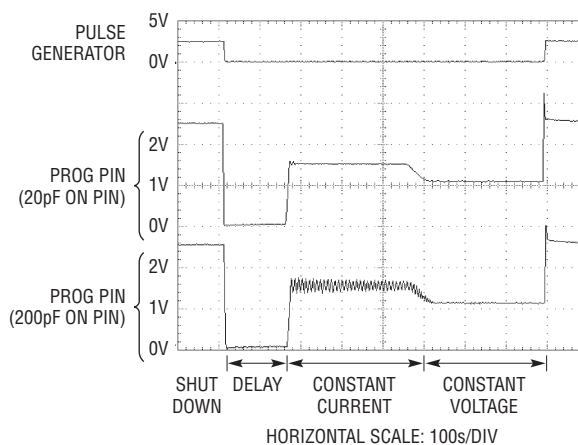 PULSE
GENERATOR
5V
0V
PROG PIN
(20pF ON PIN)
2V
1V
0V
PROG PIN
(200pF ON PIN)
2V
1V
0V
SHUT
DOWN
DELAY
CONSTANT
CURRENT
CONSTANT
VOLTAGE
HORIZONTAL SCALE: 100s/DIV